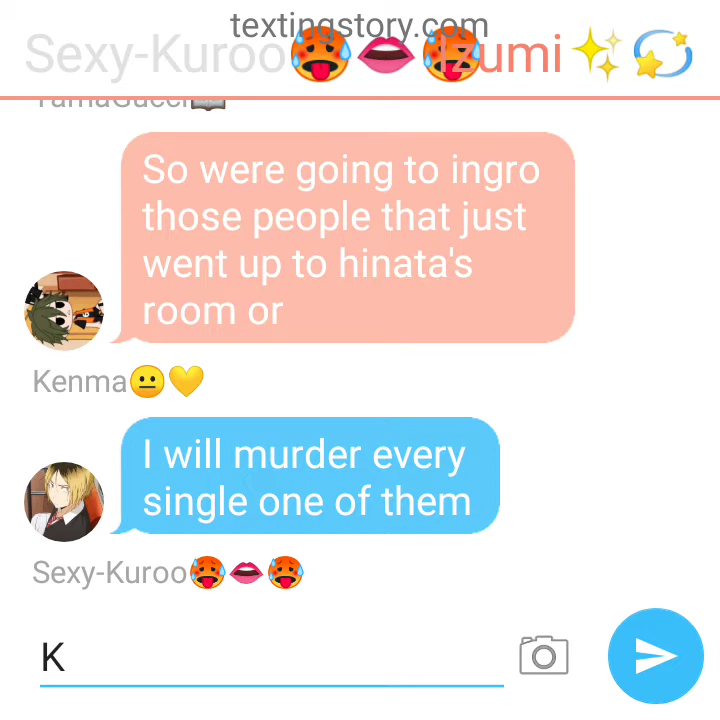 textingstory.com
Sexy-Kuroo🥵👄🥵Izumi✨💫
YamaGucci📖
So were going to ingro
those people that just
went up to hinata's
room or
Kenma😐💛
I will murder every
single one of them
Sexy-Kuroo🥵👄🥵
K